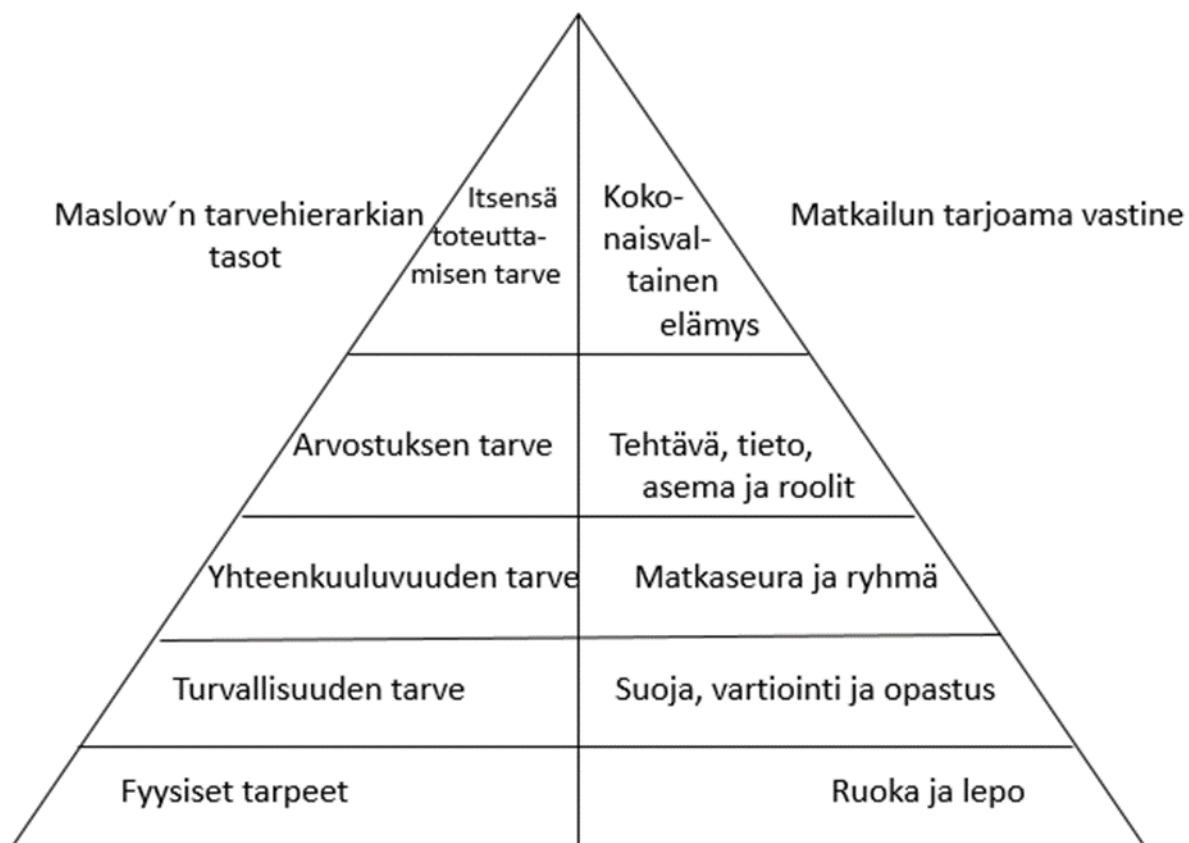 Maslow´n tarvehierarkian
tasot
Itsensä
toteutta-
misen tarve
Koko-
naisval-
tainen
elämys
Matkailun tarjoama vastine
Arvostuksen tarve
Tehtävä, tieto,
asema ja roolit
Yhteenkuuluvuuden tarve
Matkaseura ja ryhmä
Turvallisuuden tarve
Suoja, vartiointi ja opastus
Fyysiset tarpeet
Ruoka ja lepo